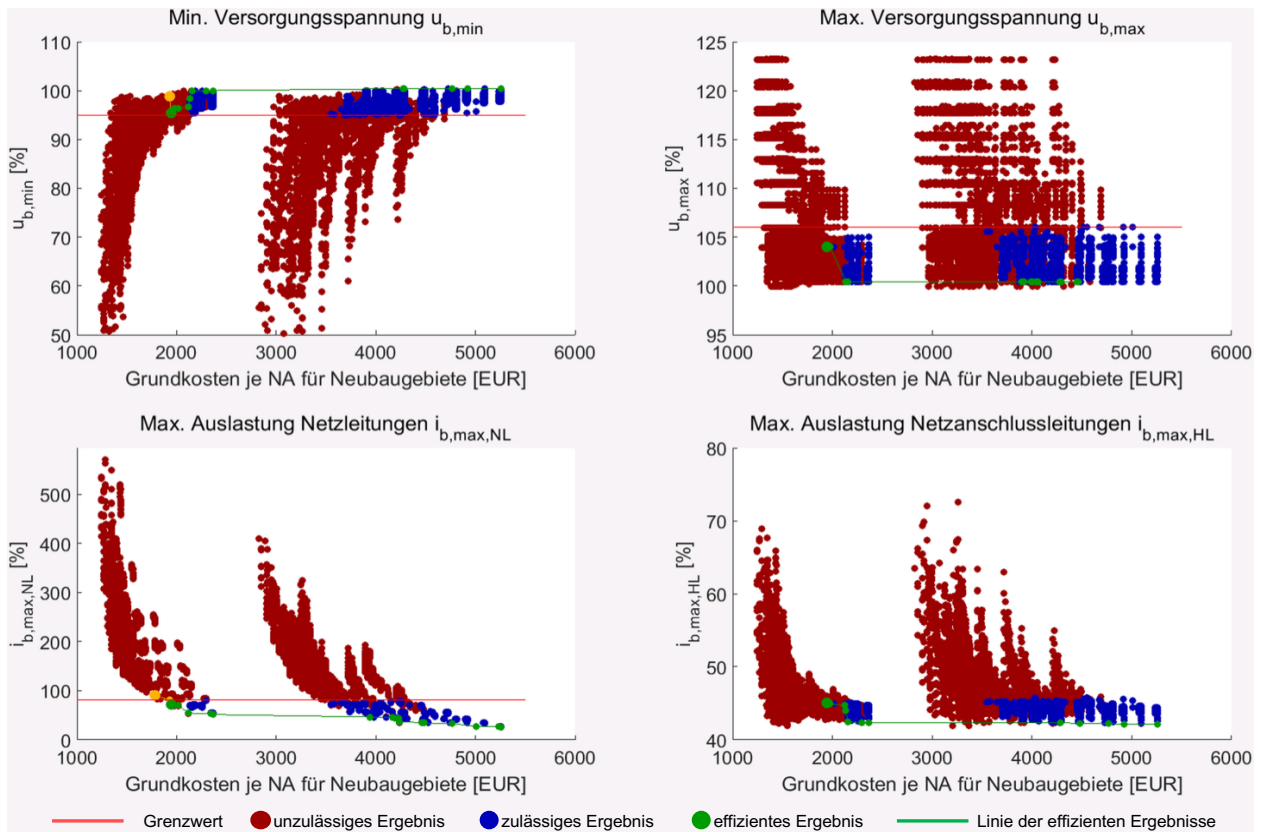 Min. Versorgungsspannung u_b,min
110
100
90
80
70
60
50
u_b,min [%]
1000 2000 3000 4000 5000 6000
Grundkosten je NA für Neubaugebiete [EUR]
Max. Versorgungsspannung u_b,max
125
120
115
110
105
100
95
u_b,max [%]
1000 2000 3000 4000 5000 6000
Grundkosten je NA für Neubaugebiete [EUR]
Max. Auslastung Netzleitungen i_b,max,NL
500
400
300
200
100
0
i_b,max,NL [%]
1000 2000 3000 4000 5000 6000
Grundkosten je NA für Neubaugebiete [EUR]
Max. Auslastung Netzanschlussleitungen i_b,max,HL
80
70
60
50
40
i_b,max,HL [%]
1000 2000 3000 4000 5000 6000
Grundkosten je NA für Neubaugebiete [EUR]
Grenzwert unzulässiges Ergebnis zulässiges Ergebnis effizientes Ergebnis Linie der effizienten Ergebnisse